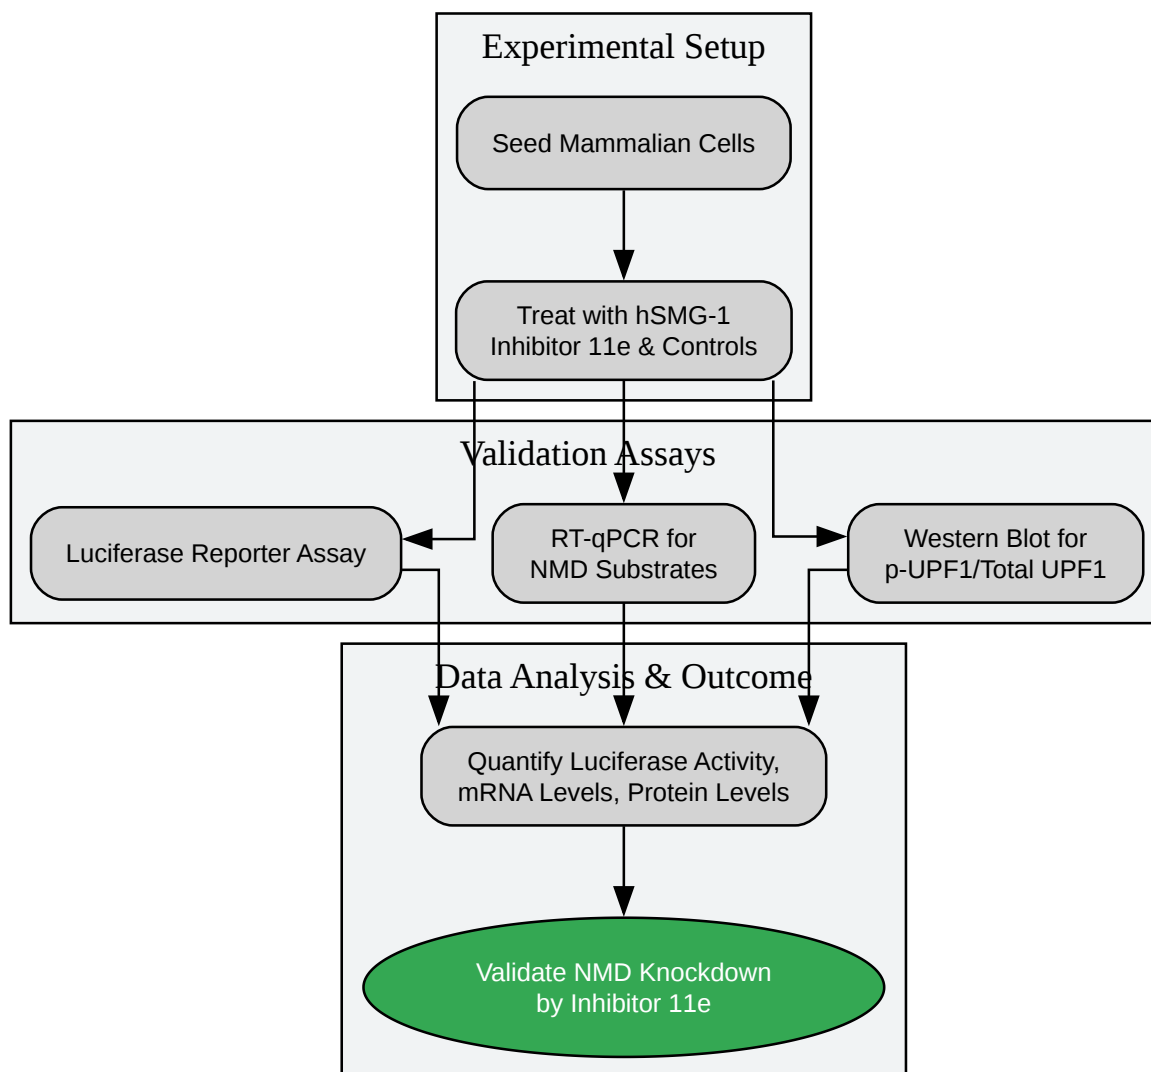 Experimental Setup
Seed Mammalian Cells
Treat with hSMG-1
Inhibitor 11e & Controls
Validation Assays
Luciferase Reporter Assay
RT-qPCR for
NMD Substrates
Western Blot for
p-UPF1/Total UPF1
Data Analysis & Outcome
Quantify Luciferase Activity,
mRNA Levels, Protein Levels
Validate NMD Knockdown
by Inhibitor 11e